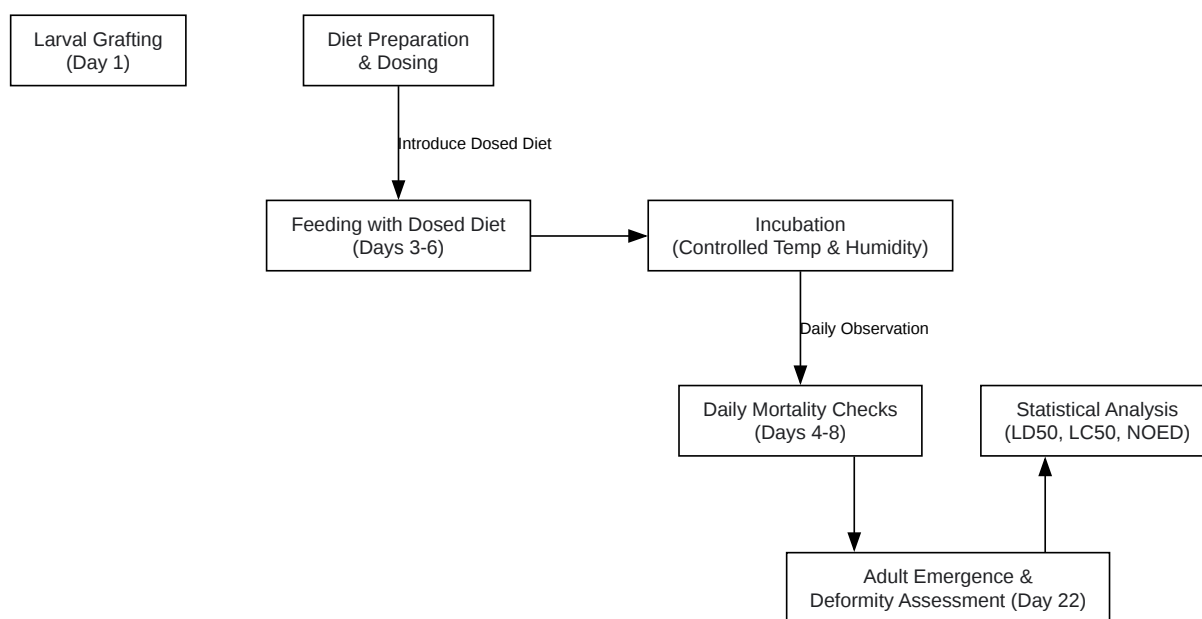 Larval Grafting
(Day 1)
Diet Preparation
& Dosing
Introduce Dosed Diet
Feeding with Dosed Diet
(Days 3-6)
Incubation
(Controlled Temp & Humidity)
Daily Observation
Daily Mortality Checks
(Days 4-8)
Statistical Analysis
(LD50, LC50, NOED)
Adult Emergence &
Deformity Assessment (Day 22)